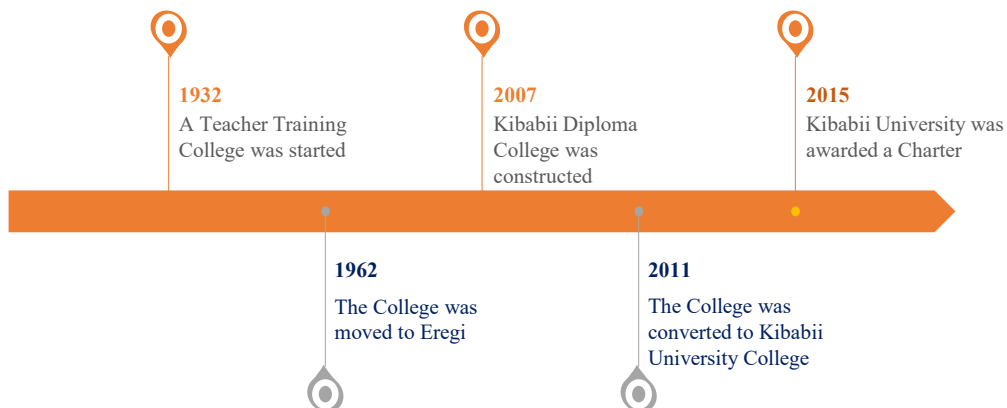 1932
A Teacher Training
College was started
2007
Kibabii Diploma
College was
constructed
2015
Kibabii University was
awarded a Charter
1962
The College was
moved to Eregi
2011
The College was
converted to Kibabii
University College